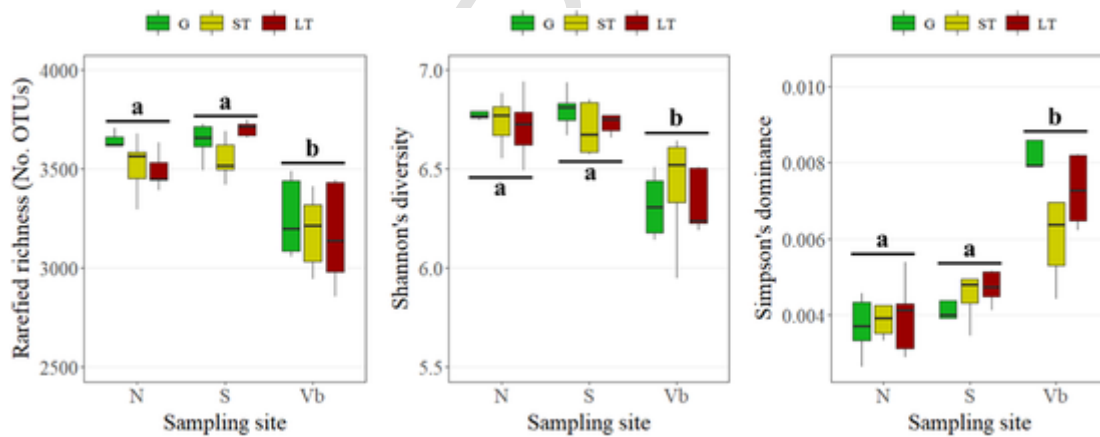 G ST LT
Rarefied richness (No. OTUs)
4000
3500
3000
2500
a
a
b
N S Vb
Sampling site
G ST LT
Shannon's diversity
7.0
6.5
6.0
5.5
a
a
b
N S Vb
Sampling site
G ST LT
Simpson's dominance
0.010
0.008
0.006
0.004
a
a
b
N S Vb
Sampling site